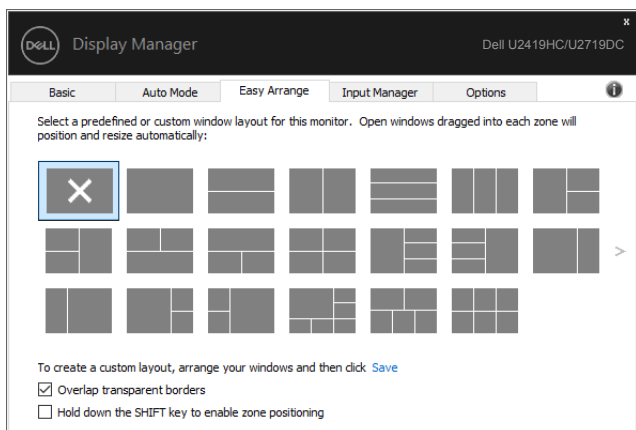 x
DELL Display Manager Dell U2419HC/U2719DC
Basic Auto Mode Easy Arrange Input Manager Options i
Select a predefined or custom window layout for this monitor. Open windows dragged into each zone will
position and resize automatically:
>
To create a custom layout, arrange your windows and then click Save
Overlap transparent borders
Hold down the SHIFT key to enable zone positioning